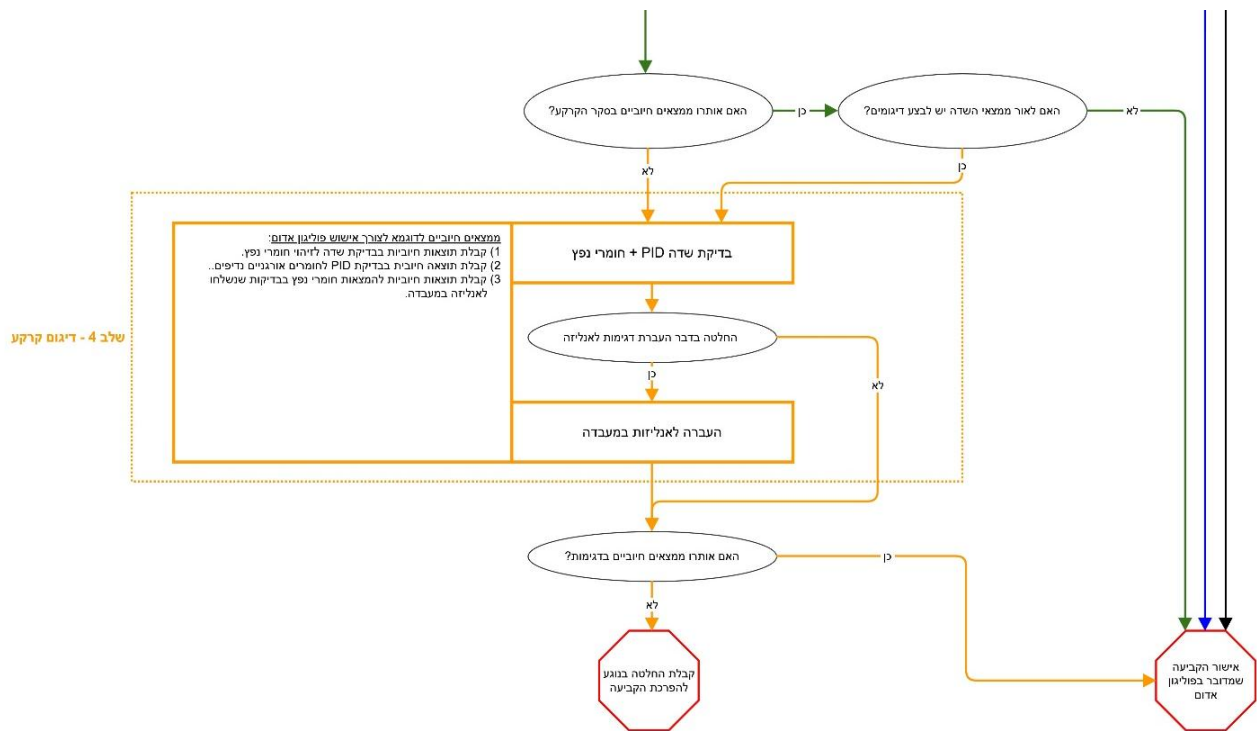 האם אותרו ממצאים חיוביים בסקר הקרקע?
כן
האם לאור ממצאי השדה יש לבצע דיגומים?
לא
לא
כן
ממצאים חיוביים לדוגמא לצורך אישוש פוליגון אדום:
1) קבלת תוצאות חיוביות בבדיקת שדה לזיהוי חומרי נפץ.
2) קבלת תוצאה חיובית בבדיקת PID לחומרים אורגניים נדיפים..
3) קבלת תוצאות חיוביות להמצאות חומרי נפץ בבדיקות שנשלחו
לאנליזה במעבדה.
בדיקת שדה PID + חומרי נפץ
שלב 4 - דיגום קרקע
החלטה בדבר העברת דגימות לאנליזה
כן
לא
העברה לאנליזות במעבדה
האם אותרו ממצאים חיוביים בדגימות?
כן
לא
קבלת החלטה בנוגע
להפרכת הקביעה
אישור הקביעה
שמדובר בפוליגון
אדום